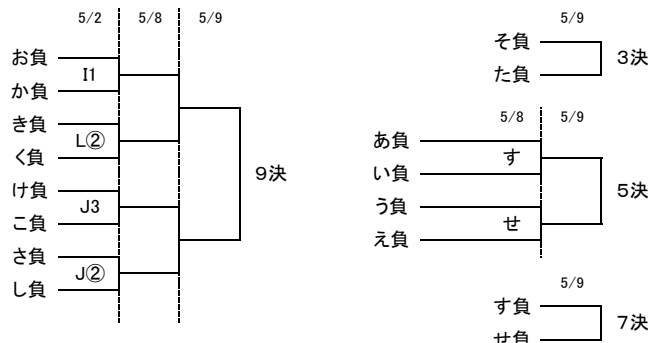 5/2 5/8 5/9
お負
I1
か負
き負
L②
く負
9決
け負
J3
こ負
さ負
J②
し負
5/9
そ負
3決
た負
5/8 5/9
あ負
す
い負
5決
う負
せ
え負
5/9
す負
7決
せ負